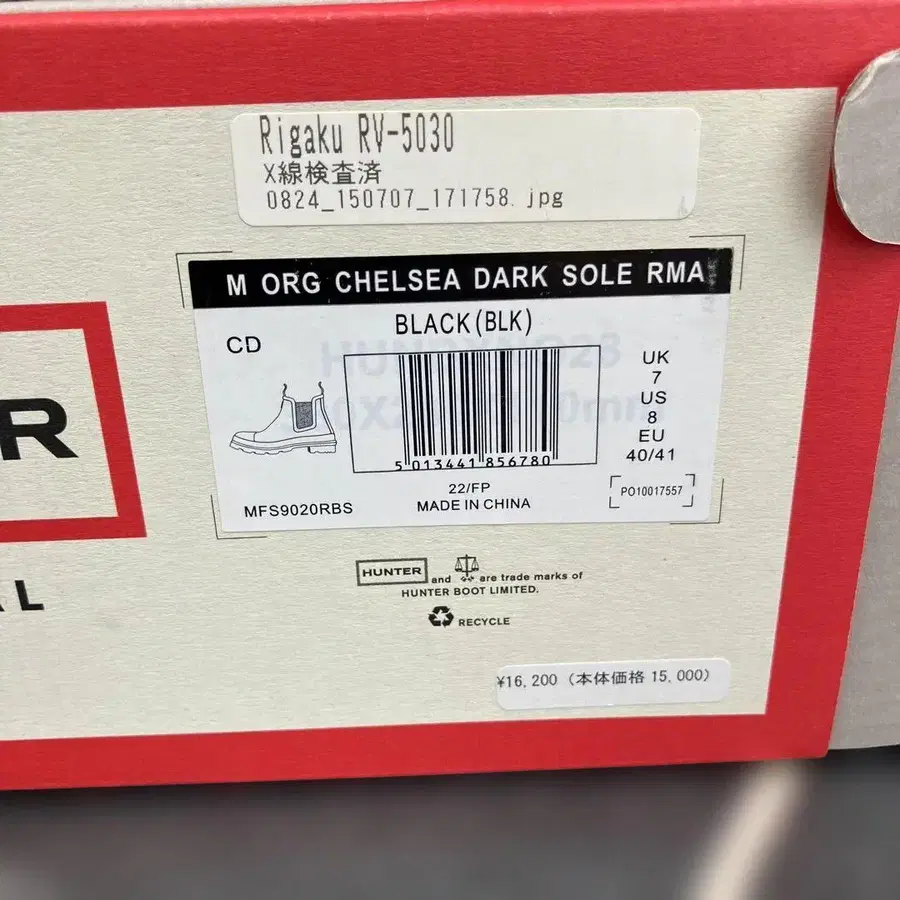 Rigaku RV-5030
X線検査済
0824_150707_171758.jpg
M ORG CHELSEA DARK SOLE RMA
BLACK(BLK)
CD
UK
7
US
8
EU
40/41
5 013441 856780
22/FP
MADE IN CHINA
MFS9020RBS
PO10017557
ER
AL
HUNTER and are trade marks of
HUNTER BOOT LIMITED.
RECYCLE
¥16,200 (本体価格 15,000)